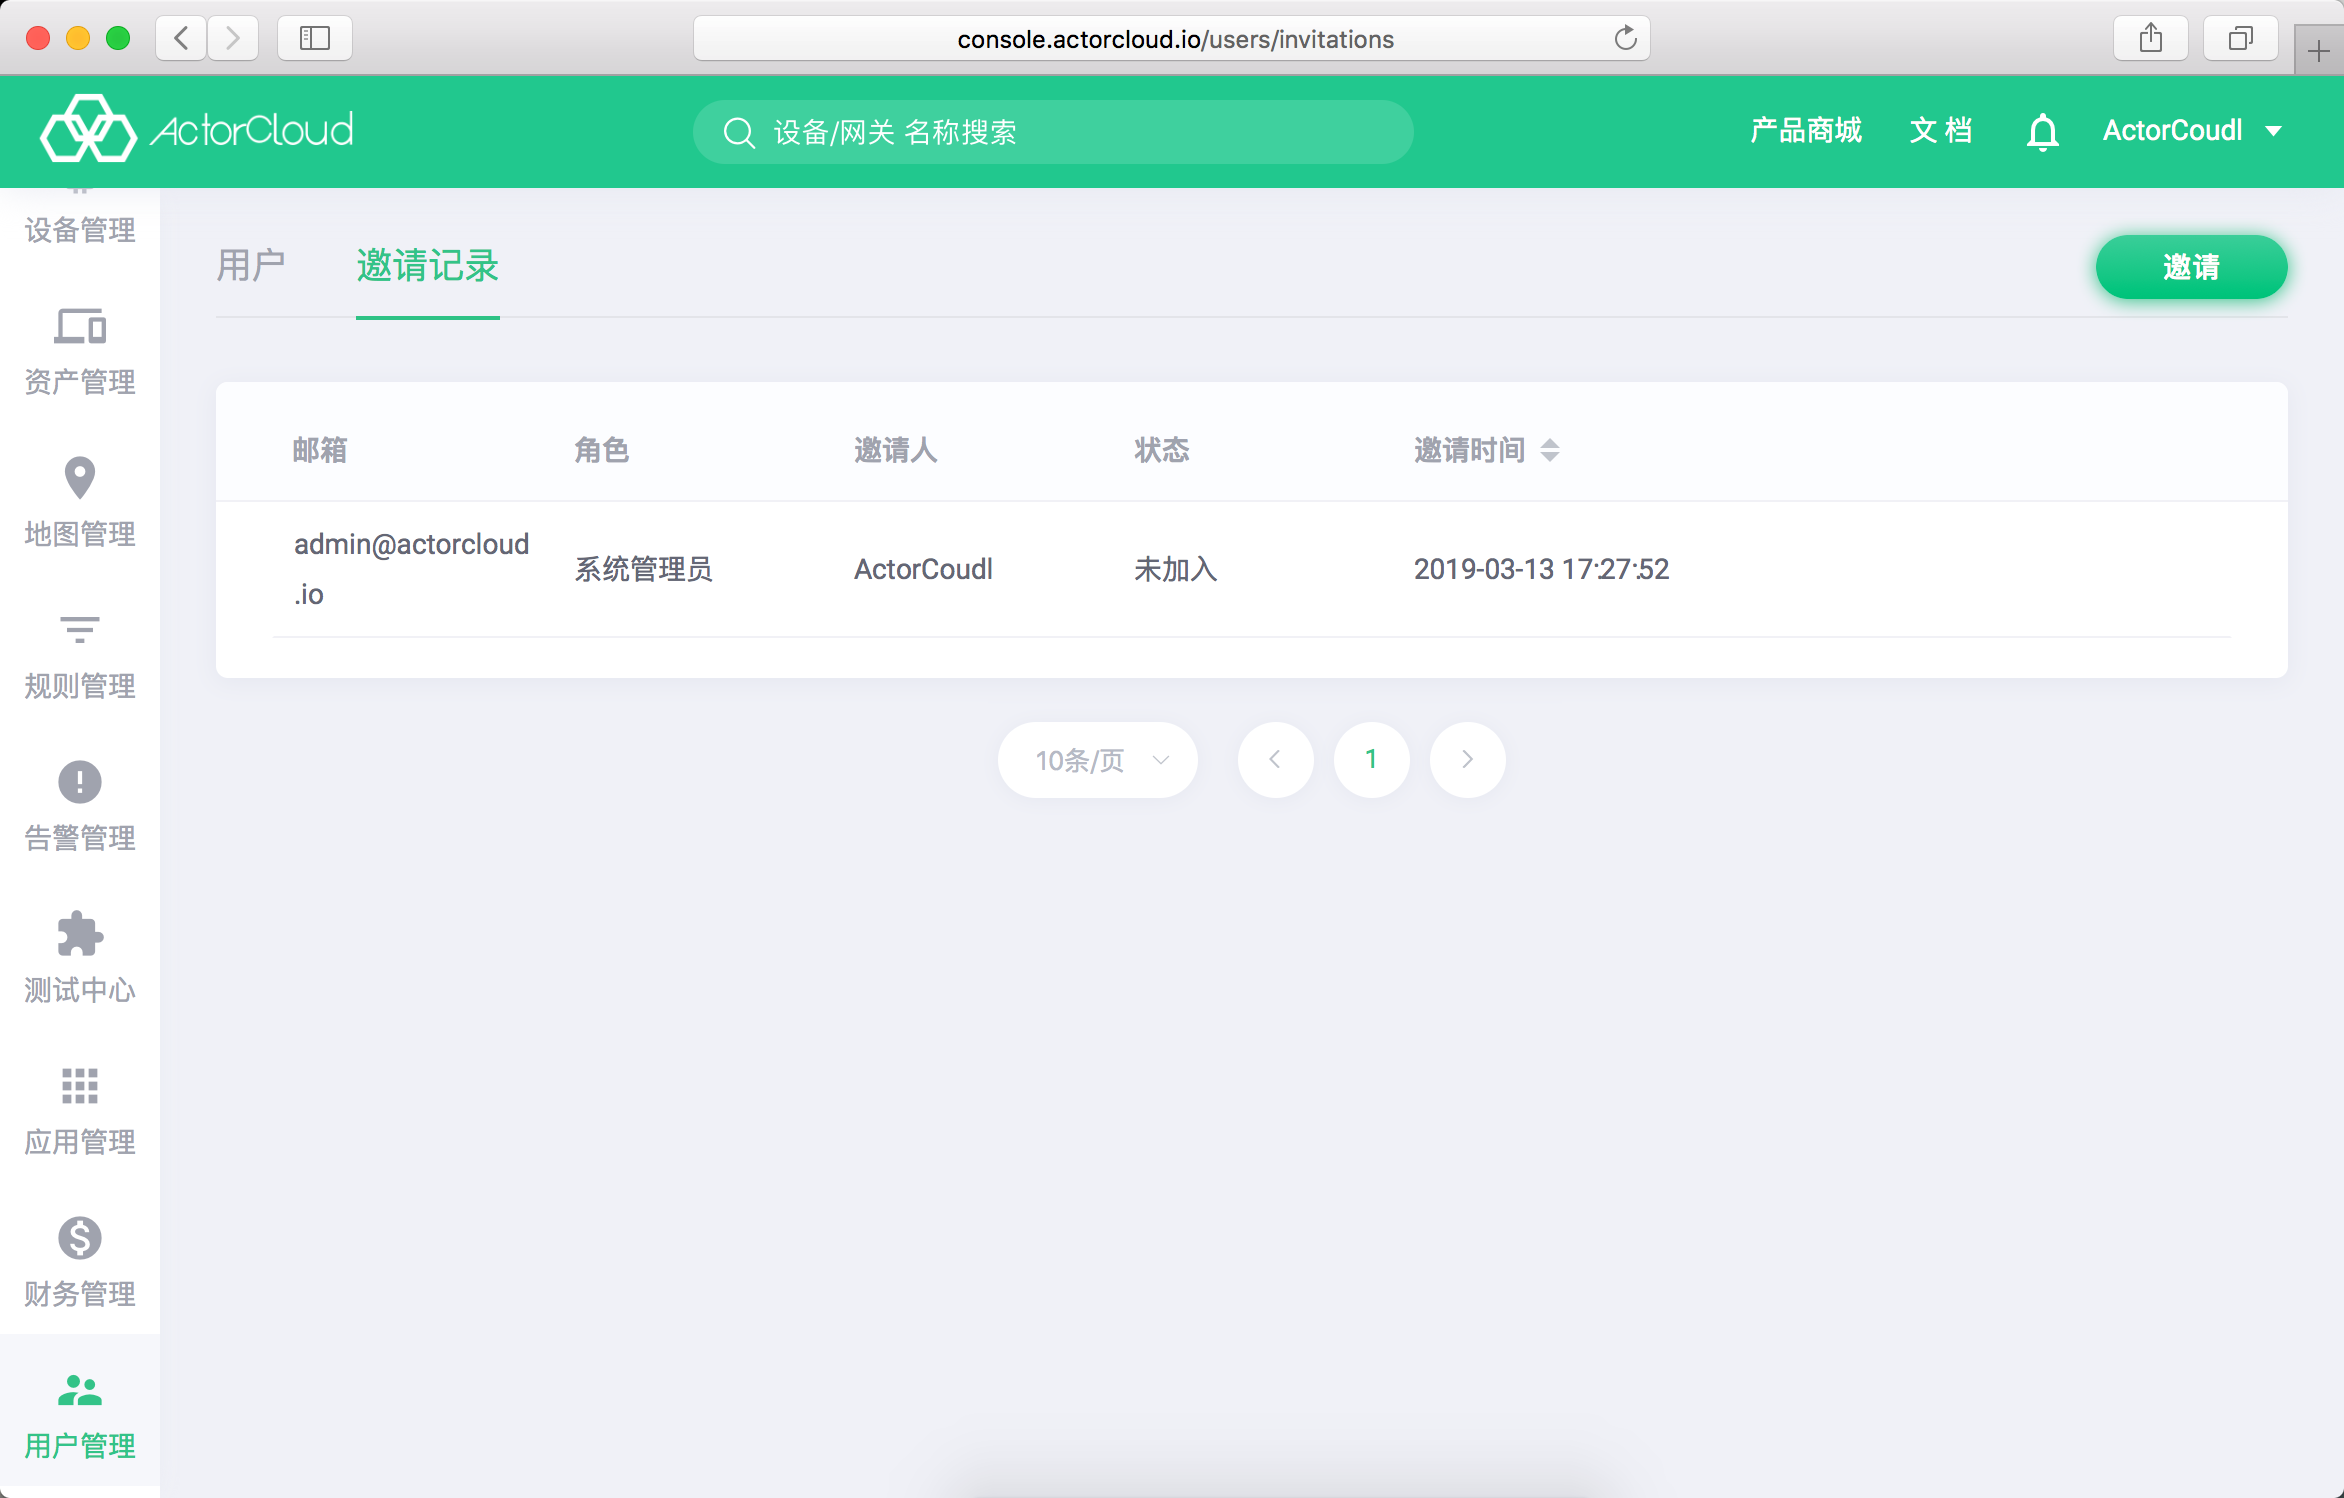 console.actorcloud.io/users/invitations
ActorCloud
设备/网关 名称搜索
产品商城
文 档
ActorCoudl
设备管理
资产管理
地图管理
规则管理
告警管理
测试中心
应用管理
财务管理
用户管理
用户
邀请记录
邀请
邮箱
角色
邀请人
状态
邀请时间
admin@actorcloud
.io
系统管理员
ActorCoudl
未加入
2019-03-13 17:27:52
10条/页
1